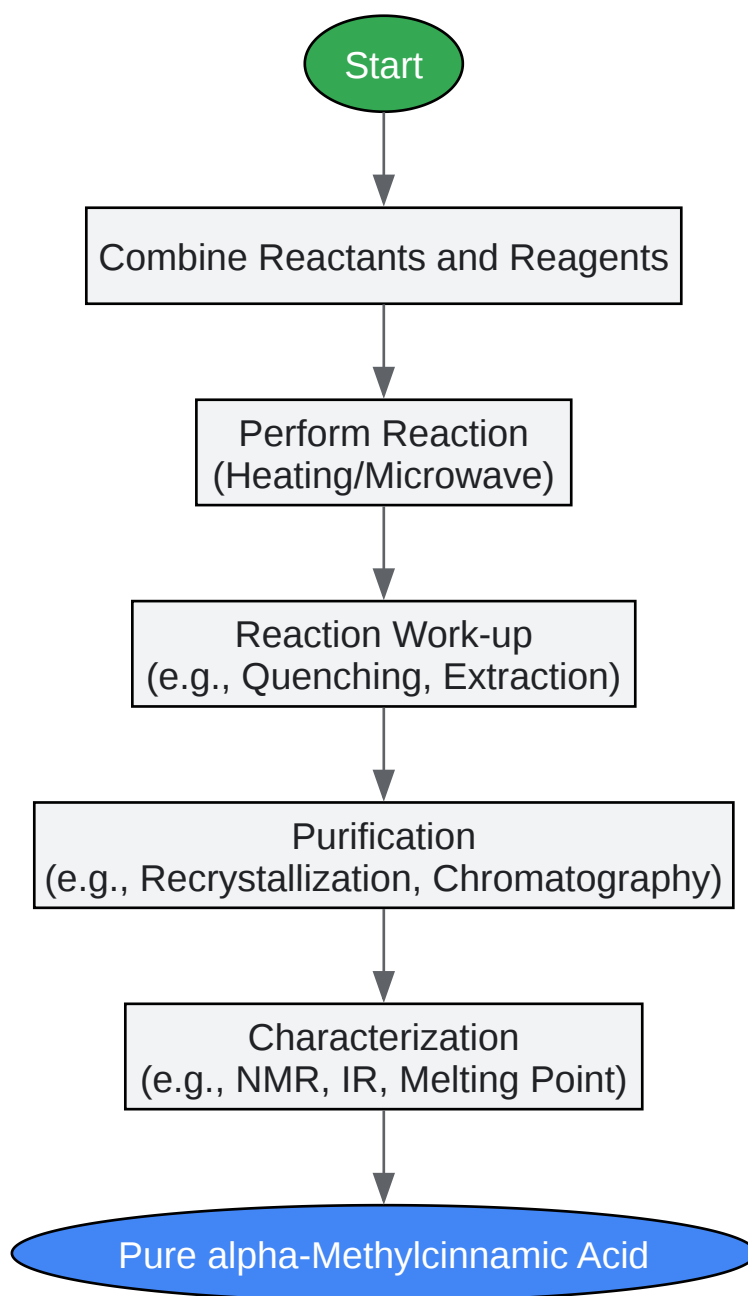 Start
Combine Reactants and Reagents
Perform Reaction
(Heating/Microwave)
Reaction Work-up
(e.g., Quenching, Extraction)
Purification
(e.g., Recrystallization, Chromatography)
Characterization
(e.g., NMR, IR, Melting Point)
Pure alpha-Methylcinnamic Acid